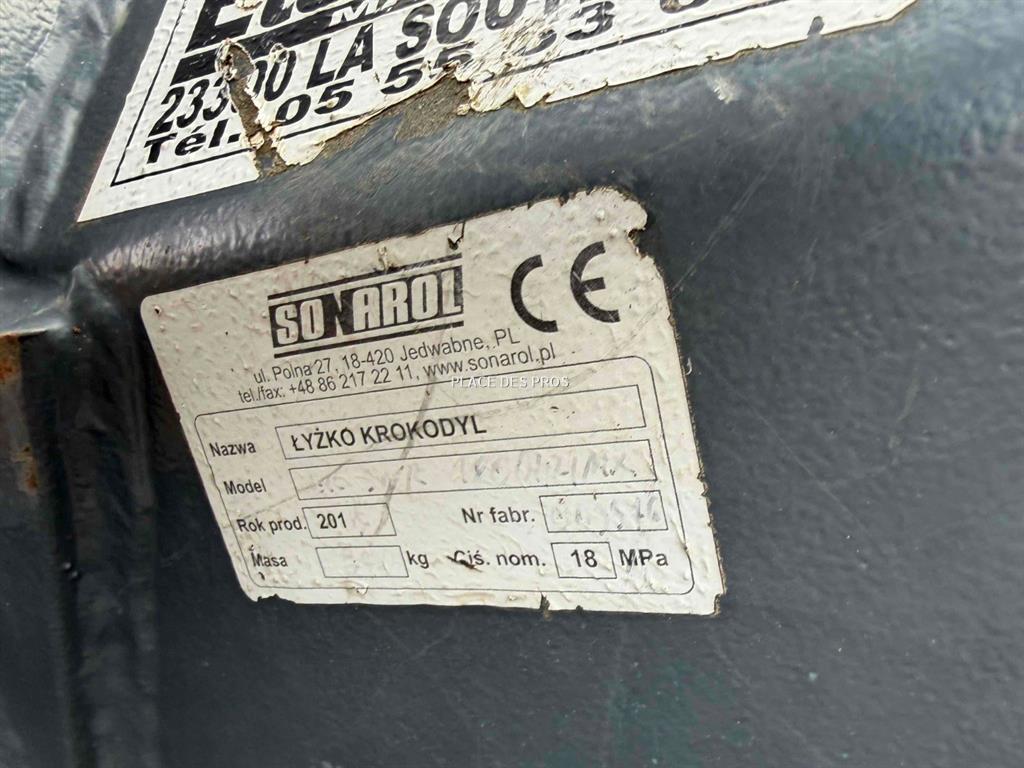 23300 LA SOUT
Tél. 05 55 63
SONAROL CE
ul. Polna 27, 18-420 Jedwabne, PL
tel./fax: +48 86 217 22 11, www.sonarol.pl
PLACE DES PROS
Nazwa ŁYŻKO KROKODYL
Model
Rok prod. 201 Nr fabr.
Masa kg Ciś. nom. 18 MPa